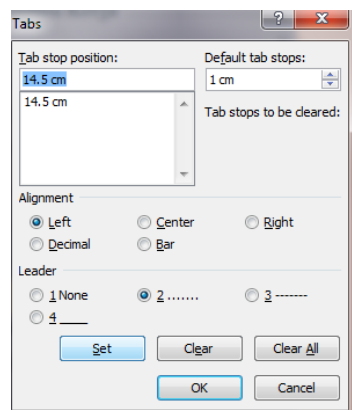 Tabs
Tab stop position: Default tab stops:
14.5 cm 1 cm
14.5 cm Tab stops to be cleared:
Alignment
Left Center Right
Decimal Bar
Leader
1 None 2 ....... 3 -------
4 ___
Set Clear Clear All
OK Cancel